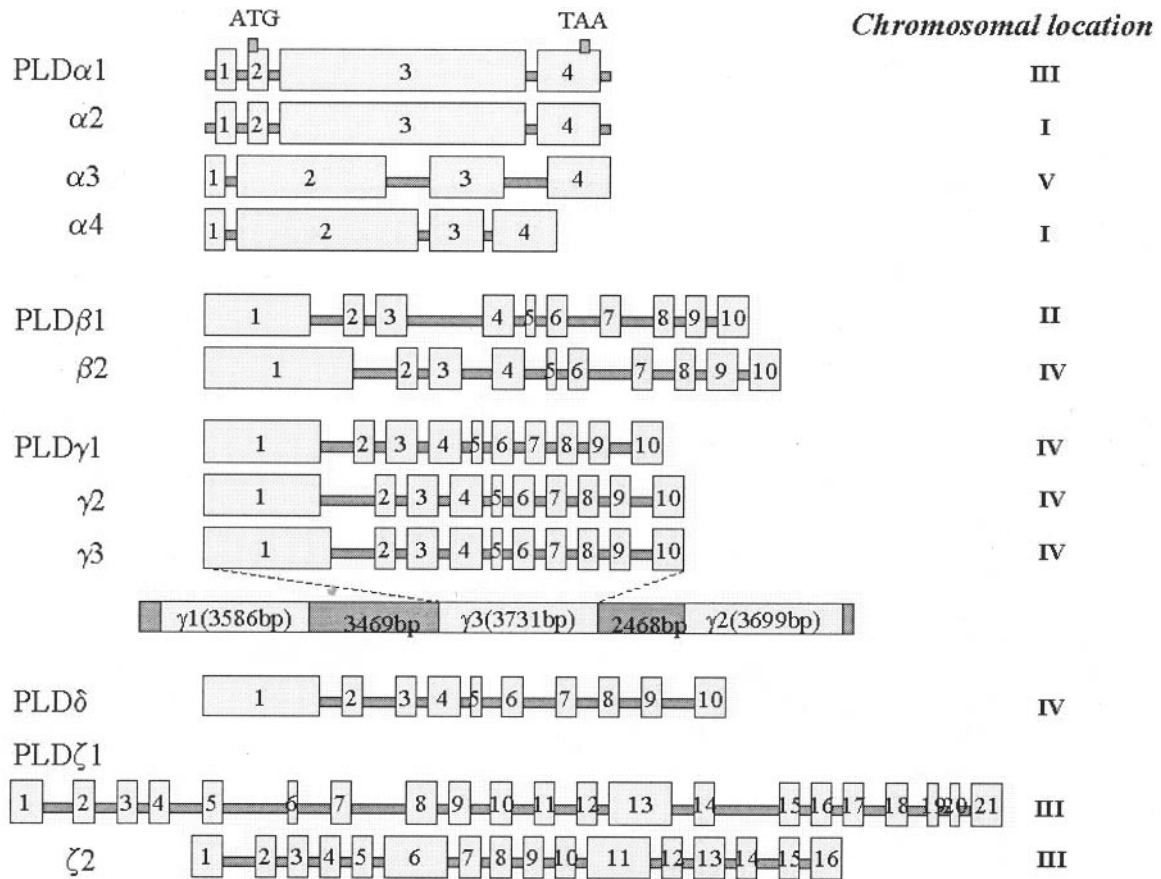 ATG TAA Chromosomal location
PLDα1 1 2 3 4 III
α2 1 2 3 4 I
α3 1 2 3 4 V
α4 1 2 3 4 I
PLDβ1 1 2 3 4 5 6 7 8 9 10 II
β2 1 2 3 4 5 6 7 8 9 10 IV
PLDγ1 1 2 3 4 5 6 7 8 9 10 IV
γ2 1 2 3 4 5 6 7 8 9 10 IV
γ3 1 2 3 4 5 6 7 8 9 10 IV
γ1(3586bp) 3469bp γ3(3731bp) 2468bp γ2(3699bp)
PLDδ 1 2 3 4 5 6 7 8 9 10 IV
PLDζ1
1 2 3 4 5 6 7 8 9 10 11 12 13 14 15 16 17 18 19 20 21 III
ζ2 1 2 3 4 5 6 7 8 9 10 11 12 13 14 15 16 III